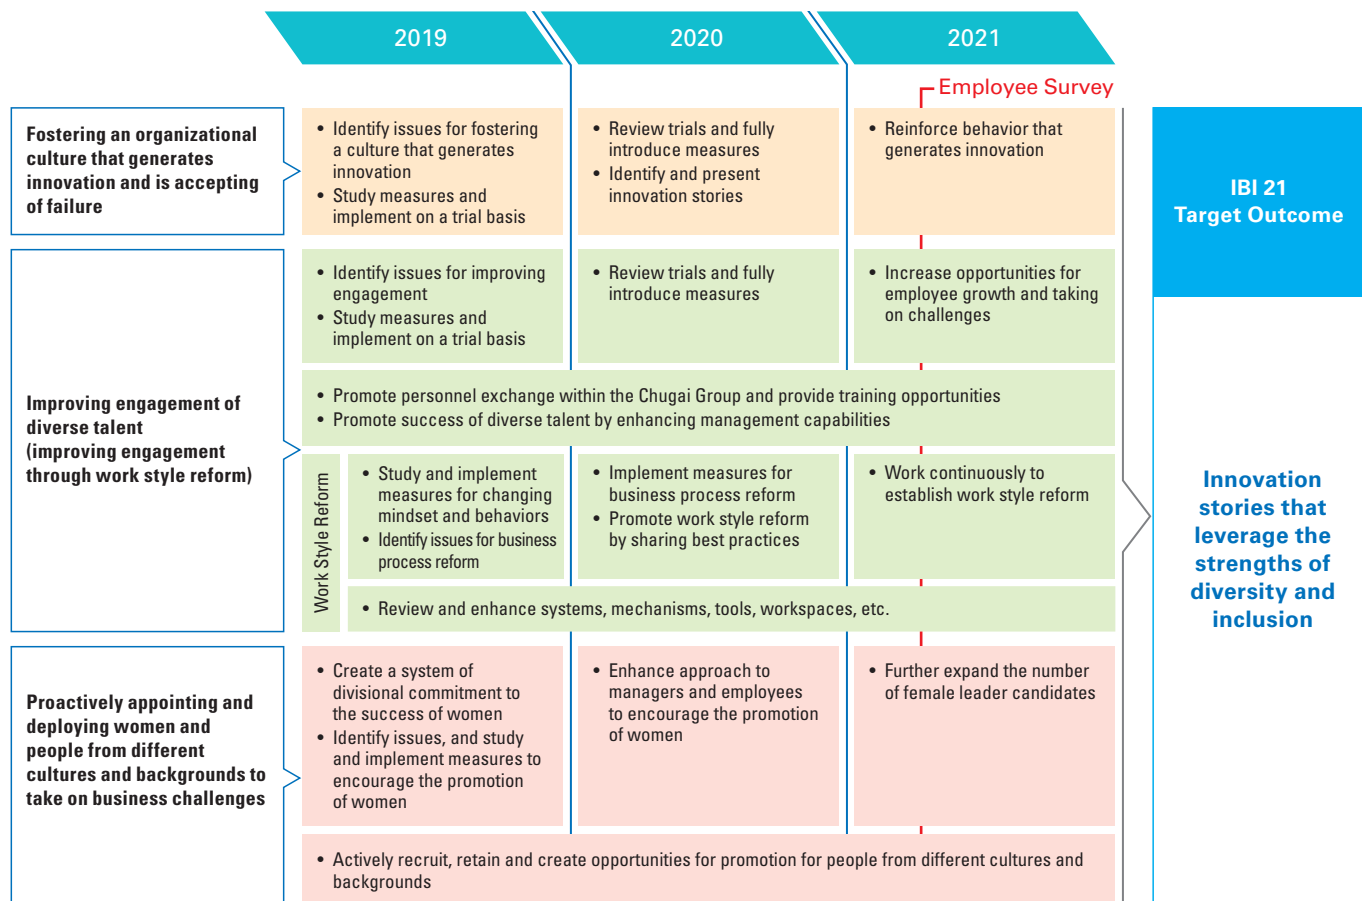 2019
2020
2021
Employee Survey
Fostering an organizational
culture that generates
innovation and is accepting
of failure
• Identify issues for fostering
a culture that generates
innovation
• Study measures and
implement on a trial basis
• Review trials and fully
introduce measures
• Identify and present
innovation stories
• Reinforce behavior that
generates innovation
IBI 21
Target Outcome
Improving engagement of
diverse talent
(improving engagement
through work style reform)
• Identify issues for improving
engagement
• Study measures and
implement on a trial basis
• Review trials and fully
introduce measures
• Increase opportunities for
employee growth and taking
on challenges
• Promote personnel exchange within the Chugai Group and provide training opportunities
• Promote success of diverse talent by enhancing management capabilities
Work Style Reform
• Study and implement
measures for changing
mindset and behaviors
• Identify issues for business
process reform
• Implement measures for
business process reform
• Promote work style reform
by sharing best practices
• Work continuously to
establish work style reform
• Review and enhance systems, mechanisms, tools, workspaces, etc.
Innovation
stories that
leverage the
strengths of
diversity and
inclusion
Proactively appointing and
deploying women and
people from different
cultures and backgrounds to
take on business challenges
• Create a system of
divisional commitment to
the success of women
• Identify issues, and study
and implement measures to
encourage the promotion
of women
• Enhance approach to
managers and employees
to encourage the promotion
of women
• Further expand the number
of female leader candidates
• Actively recruit, retain and create opportunities for promotion for people from different cultures and
backgrounds